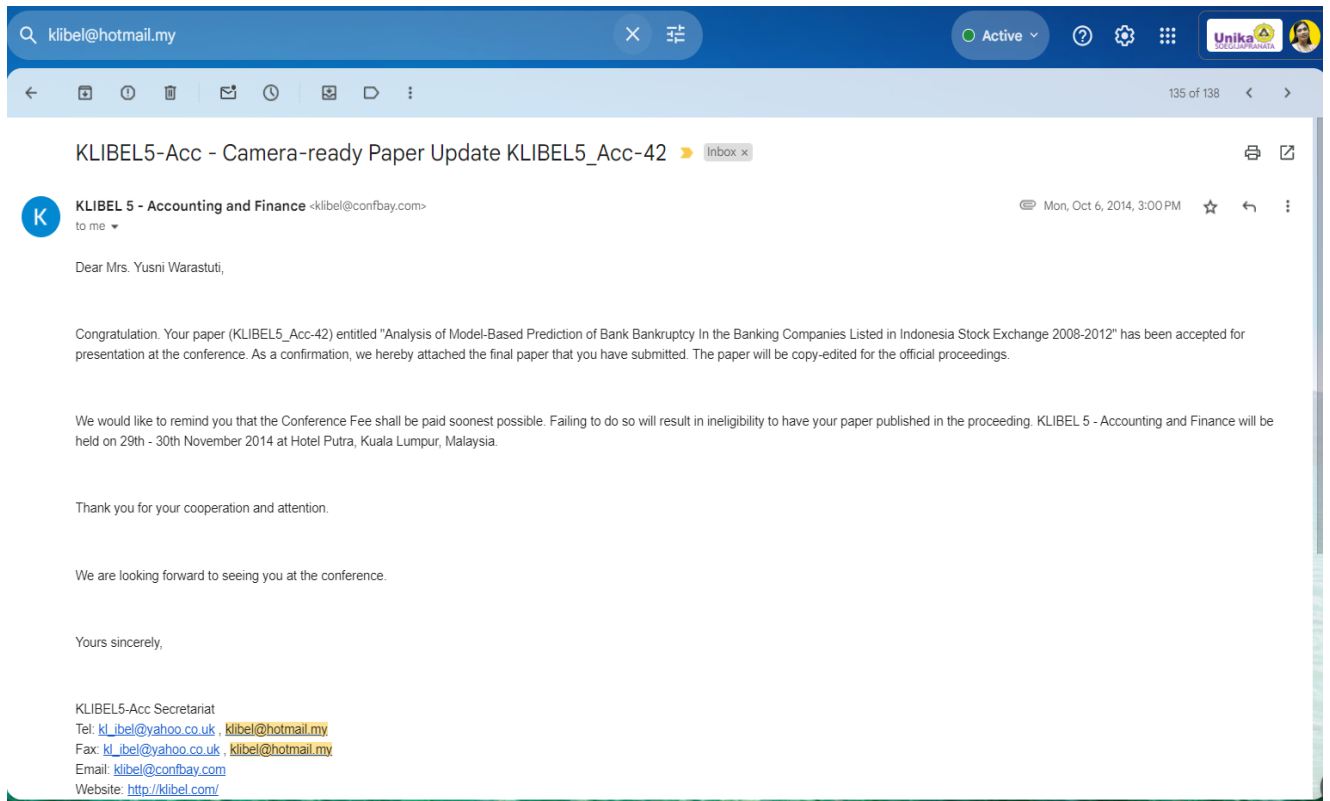 klibel@hotmail.my
Active
Unika
SOEGIJAPRANATA
135 of 138
KLIBEL5-Acc - Camera-ready Paper Update KLIBEL5_Acc-42
Inbox ×
K
KLIBEL 5 - Accounting and Finance <klibel@confbay.com>
Mon, Oct 6, 2014, 3:00 PM
to me
Dear Mrs. Yusni Warastuti,
Congratulation. Your paper (KLIBEL5_Acc-42) entitled "Analysis of Model-Based Prediction of Bank Bankruptcy In the Banking Companies Listed in Indonesia Stock Exchange 2008-2012" has been accepted for
presentation at the conference. As a confirmation, we hereby attached the final paper that you have submitted. The paper will be copy-edited for the official proceedings.
We would like to remind you that the Conference Fee shall be paid soonest possible. Failing to do so will result in ineligibility to have your paper published in the proceeding. KLIBEL 5 - Accounting and Finance will be
held on 29th - 30th November 2014 at Hotel Putra, Kuala Lumpur, Malaysia.
Thank you for your cooperation and attention.
We are looking forward to seeing you at the conference.
Yours sincerely,
KLIBEL5-Acc Secretariat
Tel: kl_ibel@yahoo.co.uk , klibel@hotmail.my
Fax: kl_ibel@yahoo.co.uk , klibel@hotmail.my
Email: klibel@confbay.com
Website: http://klibel.com/